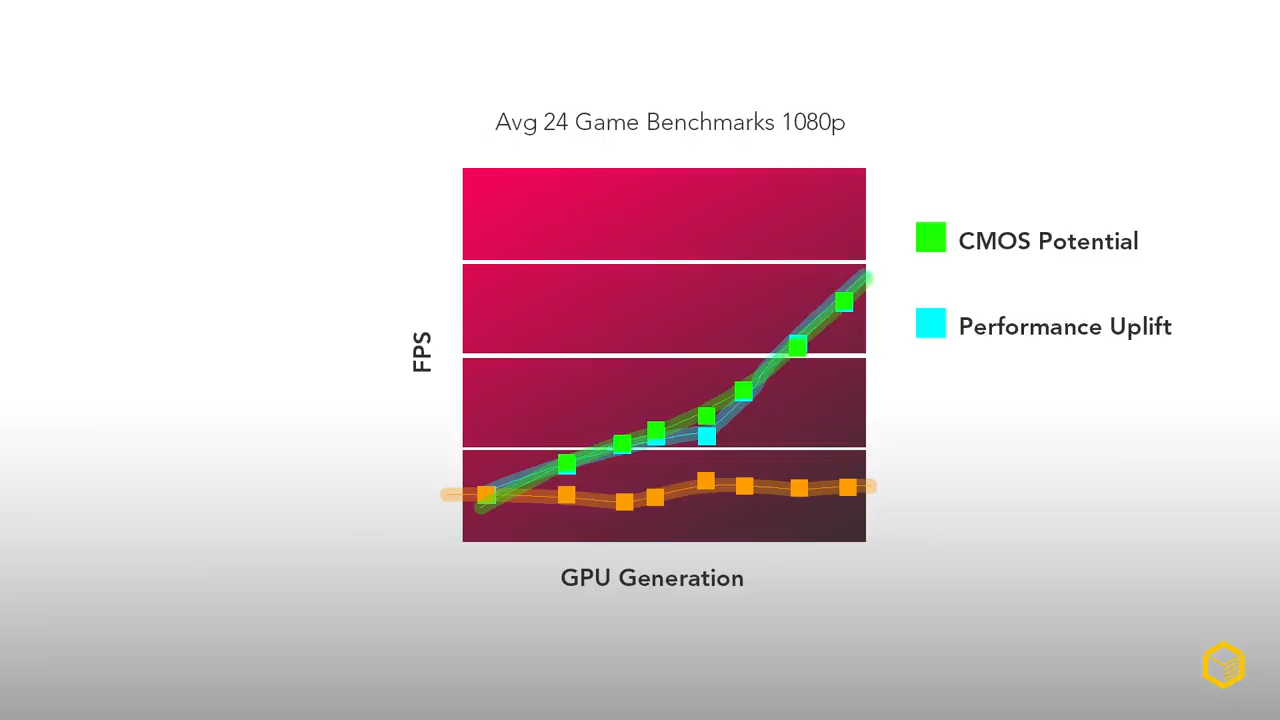 Avg 24 Game Benchmarks 1080p
CMOS Potential
Performance Uplift
FPS
GPU Generation